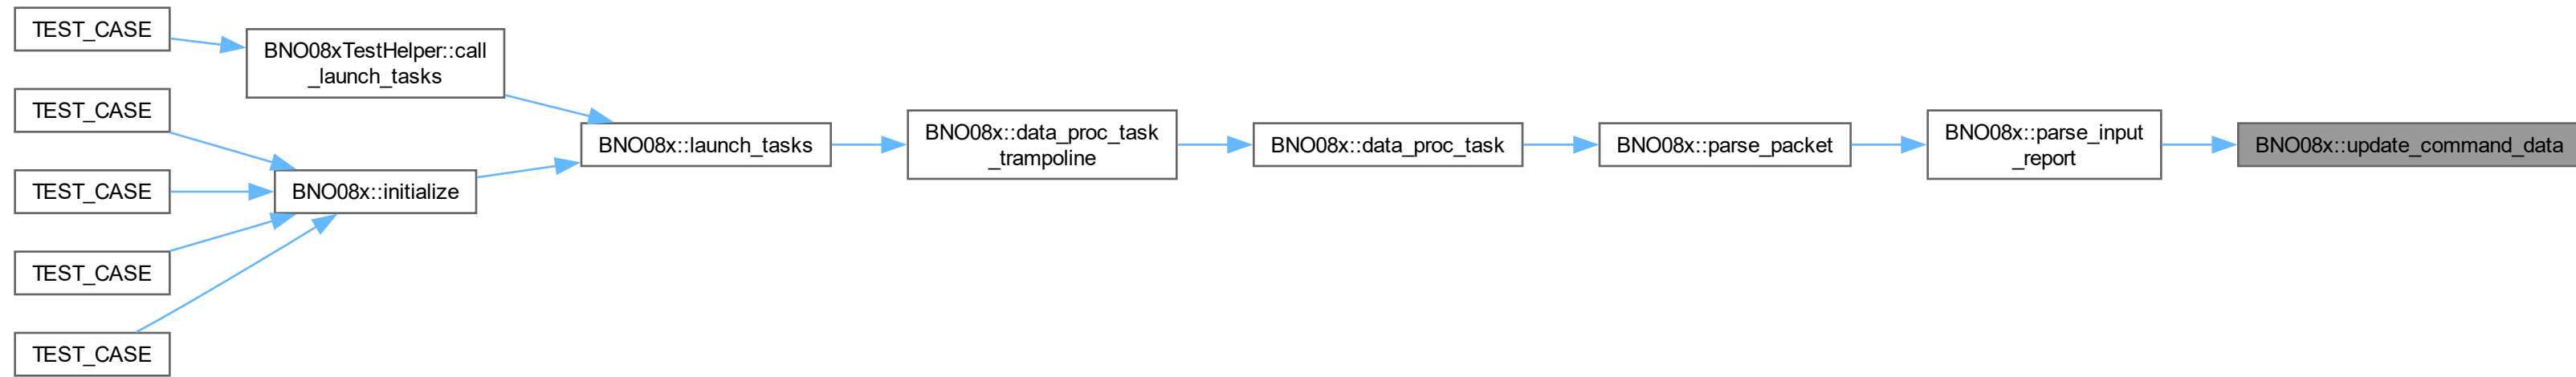 TEST_CASE
BNO08xTestHelper::call
_launch_tasks
TEST_CASE
TEST_CASE
TEST_CASE
TEST_CASE
BNO08x::initialize
BNO08x::launch_tasks
BNO08x::data_proc_task
_trampoline
BNO08x::data_proc_task
BNO08x::parse_packet
BNO08x::parse_input
_report
BNO08x::update_command_data